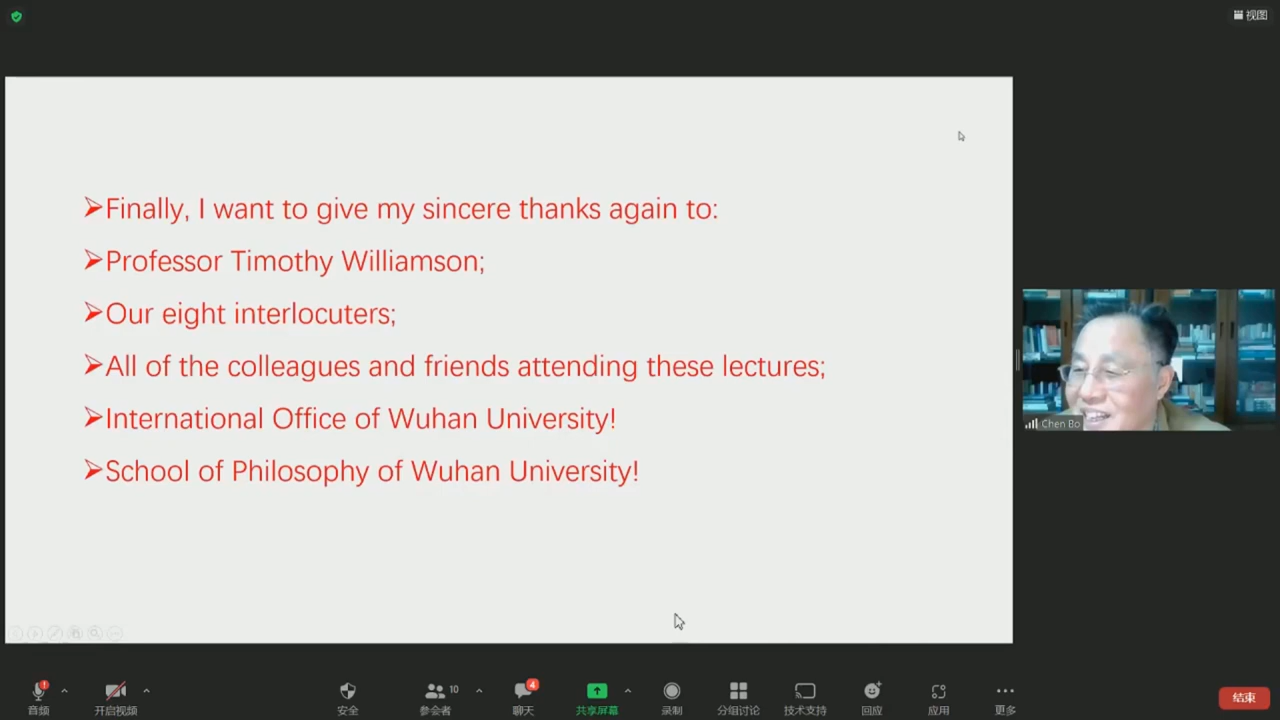 视图
➢Finally, I want to give my sincere thanks again to:
➢Professor Timothy Williamson;
➢Our eight interlocuters;
➢All of the colleagues and friends attending these lectures;
➢International Office of Wuhan University!
➢School of Philosophy of Wuhan University!
Chen Bo
10
4
音频 开启视频 安全 参会者 聊天 共享屏幕 录制 分组讨论 技术支持 回应 应用 更多 结束